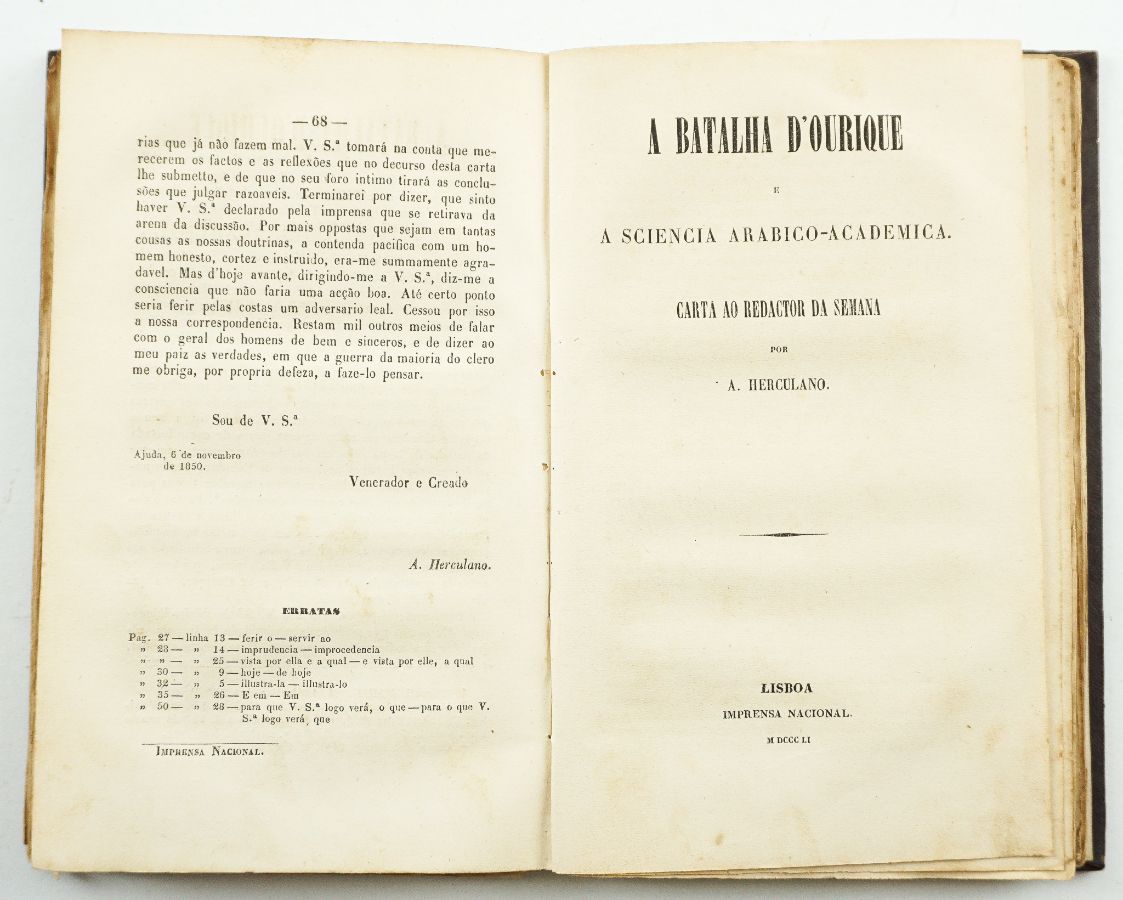 — 68 —
rias que já não fazem mal. V. S.ª tomará na conta que me-
recerem os factos e as reflexões que no decurso desta carta
lhe submetto, e de que no seu foro intimo tirará as conclu-
sões que julgar razoaveis. Terminarei por dizer, que sinto
haver V. S.ª declarado pela imprensa que se retirava da
arena da discussão. Por mais oppostas que sejam em tantas
cousas as nossas doutrinas, a contenda pacifica com um ho-
mem honesto, cortez e instruido, era-me summamente agra-
davel. Mas d'hoje avante, dirigindo-me a V. S.ª, diz-me a
consciencia que não faria uma acção boa. Até certo ponto
seria ferir pelas costas um adversario leal. Cessou por isso
a nossa correspondencia. Restam mil outros meios de falar
com o geral dos homens de bem e sinceros, e de dizer ao
meu paiz as verdades, em que a guerra da maioria do clero
me obriga, por propria defeza, a faze-lo pensar.
Sou de V. S.ª
Ajuda, 6 de novembro
de 1850.
Venerador e Creado
A. Herculano.
ERRATAS
Pag. 27 — linha 13 — ferir o — servir ao
„ 28 — „ 14 — imprudencia — improcedencia
„ „ — „ 25 — vista por ella e a qual — e vista por elle, a qual
„ 30 — „ 9 — hoje — de hoje
„ 32 — „ 5 — illustra-la — illustra-lo
„ 35 — „ 26 — E em — Em
„ 50 — „ 28 — para que V. S.ª logo verá, o que — para o que V.
S.ª logo verá, que
IMPRENSA NACIONAL.
A BATALHA D'OURIQUE
E
A SCIENCIA ARABICO-ACADEMICA.
CARTA AO REDACTOR DA SEMANA
POR
A. HERCULANO.
LISBOA
IMPRENSA NACIONAL.
M DCCC LI